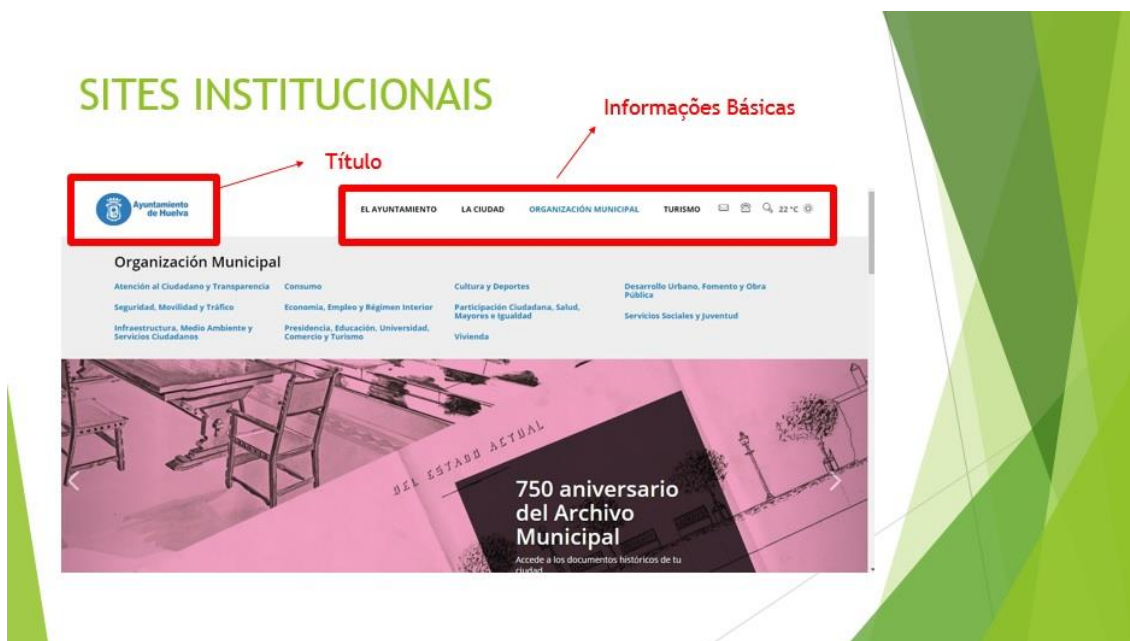 SITES INSTITUCIONAIS
Informações Básicas
Título
Ayuntamiento
de Huelva
EL AYUNTAMIENTO LA CIUDAD ORGANIZACIÓN MUNICIPAL TURISMO 22 ºC
Organización Municipal
Atención al Ciudadano y Transparencia
Seguridad, Movilidad y Tráfico
Infraestructura, Medio Ambiente y
Servicios Ciudadanos
Consumo
Economía, Empleo y Régimen Interior
Presidencia, Educación, Universidad,
Comercio y Turismo
Cultura y Deportes
Participación Ciudadana, Salud,
Mayores e Igualdad
Vivienda
Desarrollo Urbano, Fomento y Obra
Pública
Servicios Sociales y Juventud
DEL ESTADO ACTUAL
750 aniversario
del Archivo
Municipal
Accede a los documentos históricos de tu
ciudad